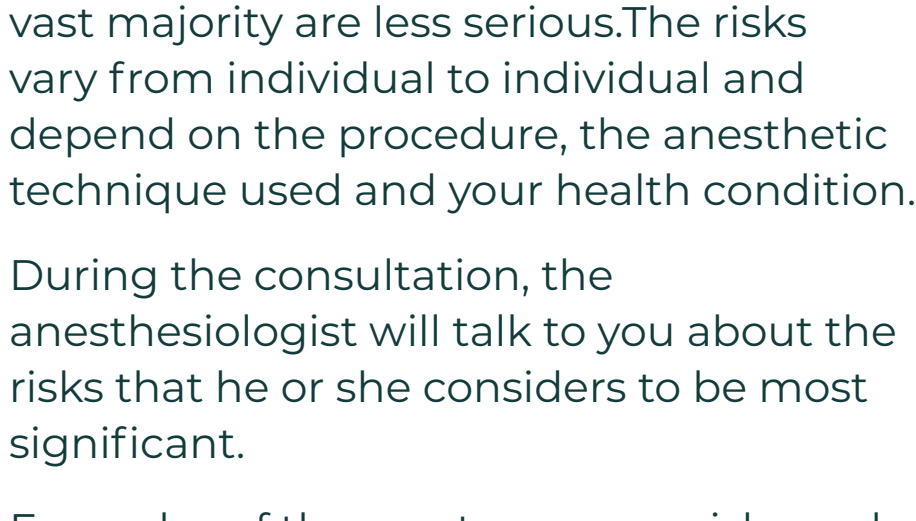 vast majority are less serious.The risks
vary from individual to individual and
depend on the procedure, the anesthetic
technique used and your health condition.
During the consultation, the
anesthesiologist will talk to you about the
risks that he or she considers to be most
significant.